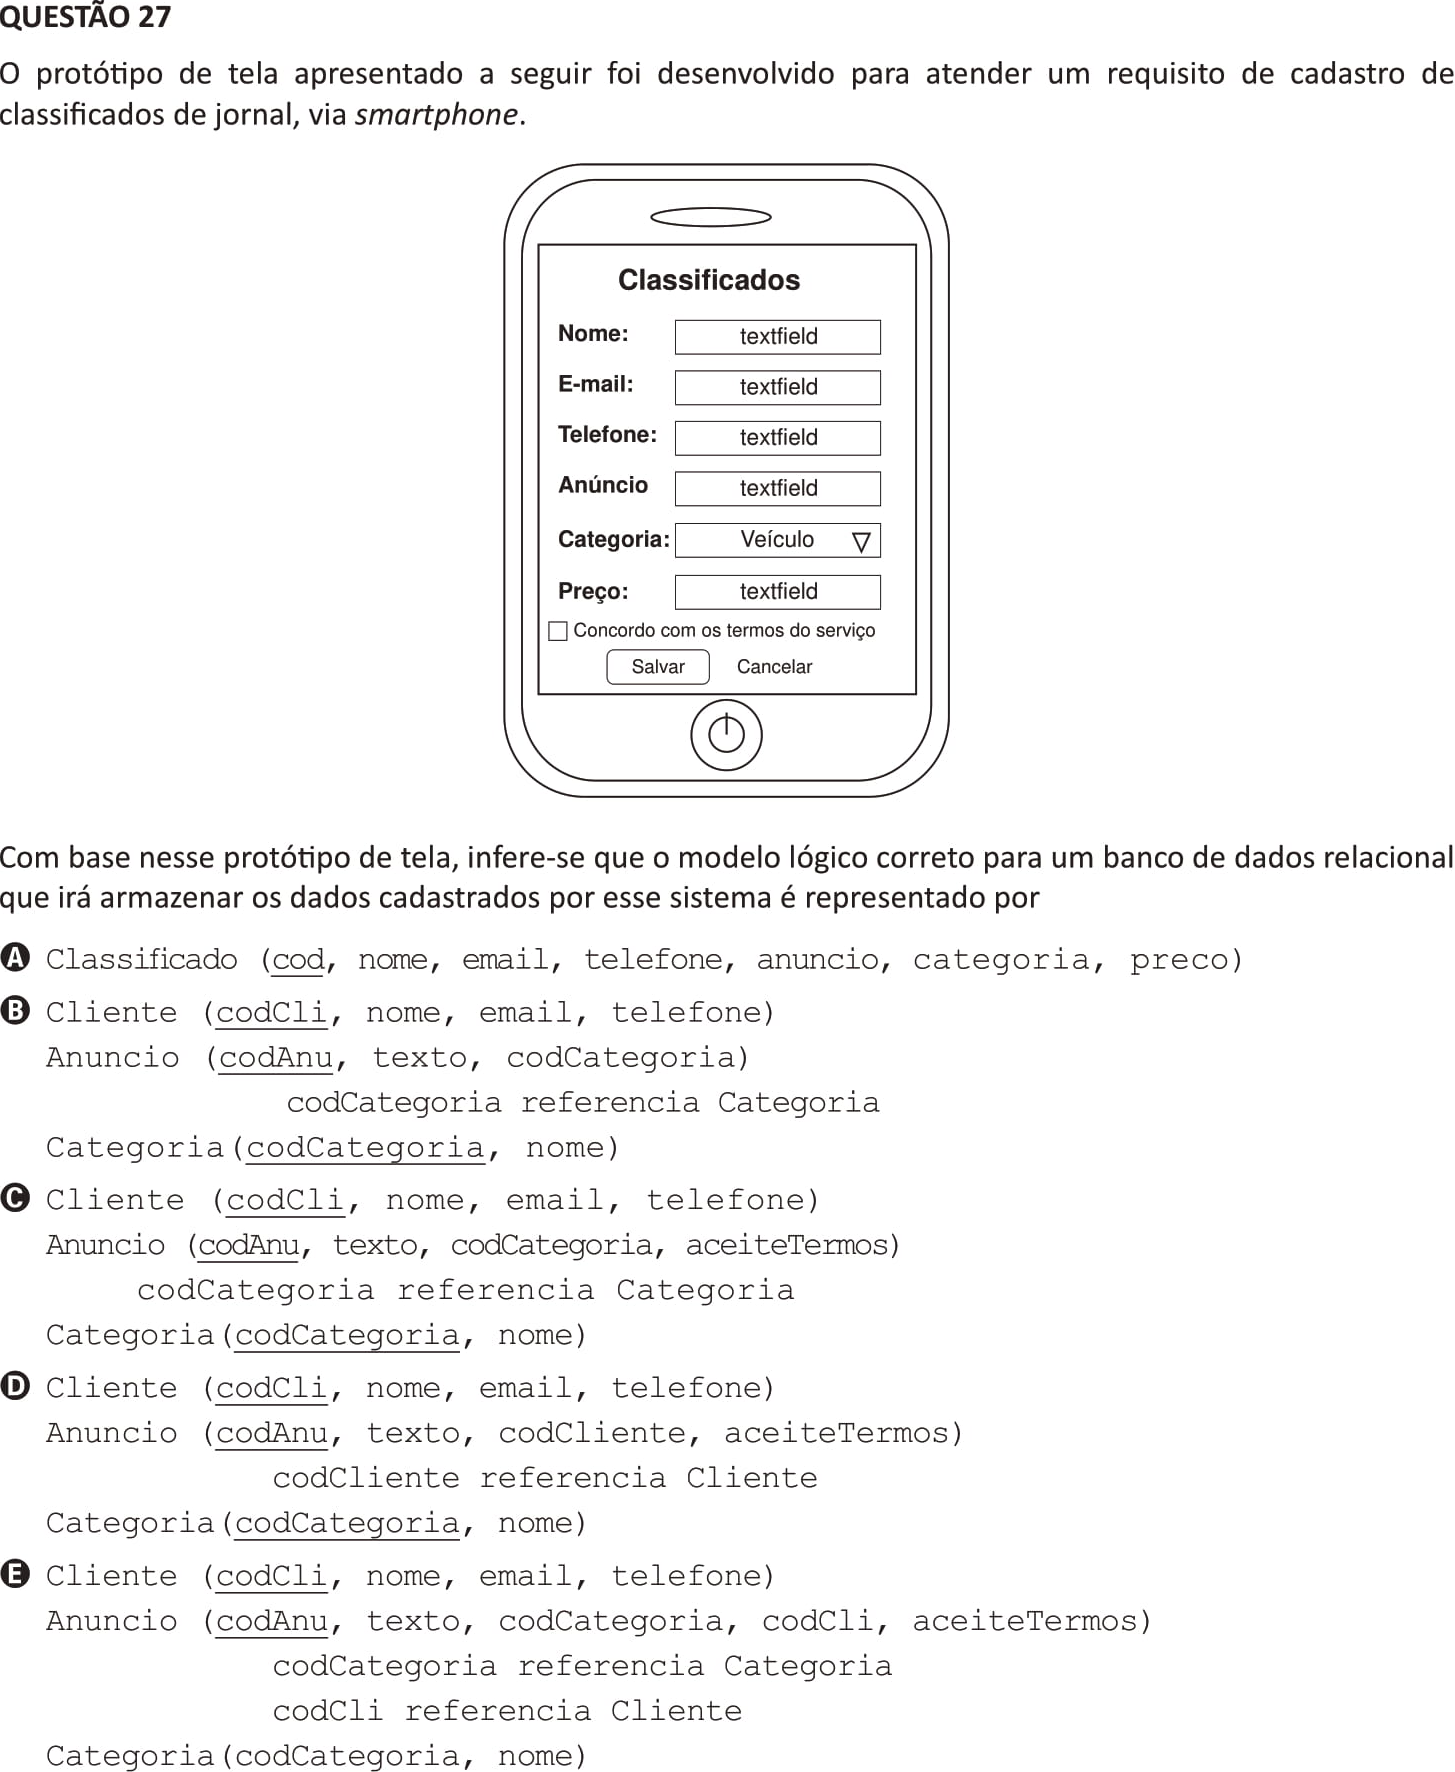 QUESTÃO 27
O protótipo de tela apresentado a seguir foi desenvolvido para atender um requisito de cadastro de
classificados de jornal, via smartphone.
Classificados
Nome: textfield
E-mail: textfield
Telefone: textfield
Anúncio textfield
Categoria: Veículo
Preço: textfield
Concordo com os termos do serviço
Salvar Cancelar
Com base nesse protótipo de tela, infere-se que o modelo lógico correto para um banco de dados relacional
que irá armazenar os dados cadastrados por esse sistema é representado por
A Classificado (cod, nome, email, telefone, anuncio, categoria, preco)
B Cliente (codCli, nome, email, telefone)
Anuncio (codAnu, texto, codCategoria)
codCategoria referencia Categoria
Categoria(codCategoria, nome)
C Cliente (codCli, nome, email, telefone)
Anuncio (codAnu, texto, codCategoria, aceiteTermos)
codCategoria referencia Categoria
Categoria(codCategoria, nome)
D Cliente (codCli, nome, email, telefone)
Anuncio (codAnu, texto, codCliente, aceiteTermos)
codCliente referencia Cliente
Categoria(codCategoria, nome)
E Cliente (codCli, nome, email, telefone)
Anuncio (codAnu, texto, codCategoria, codCli, aceiteTermos)
codCategoria referencia Categoria
codCli referencia Cliente
Categoria(codCategoria, nome)